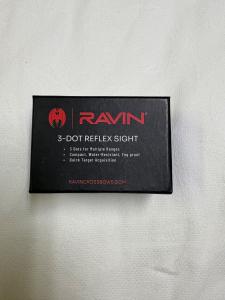 RAVIN
3-DOT REFLEX SIGHT
• 3 Dots for Multiple Ranges
• Compact, Water-Resistant, Fog proof
• Quick Target Acquisition
RAVINCROSSBOWS.COM